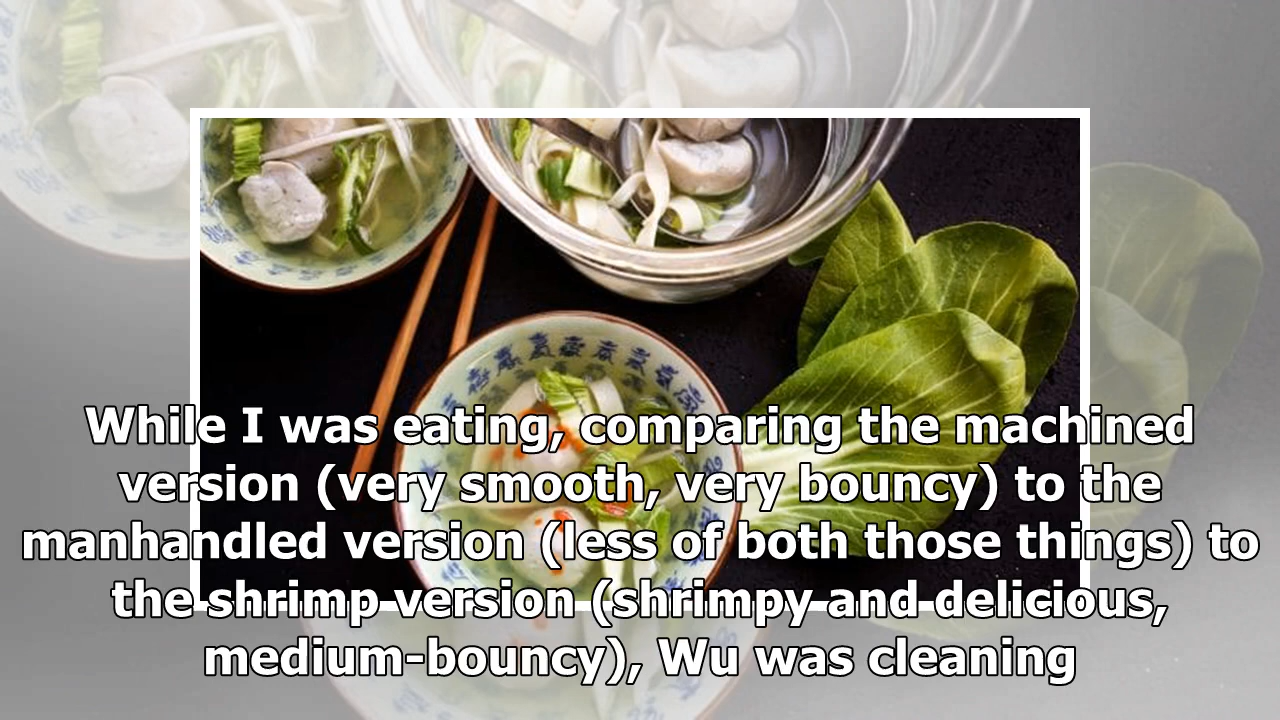 While I was eating, comparing the machined
version (very smooth, very bouncy) to the
manhandled version (less of both those things) to
the shrimp version (shrimpy and delicious,
medium-bouncy), Wu was cleaning